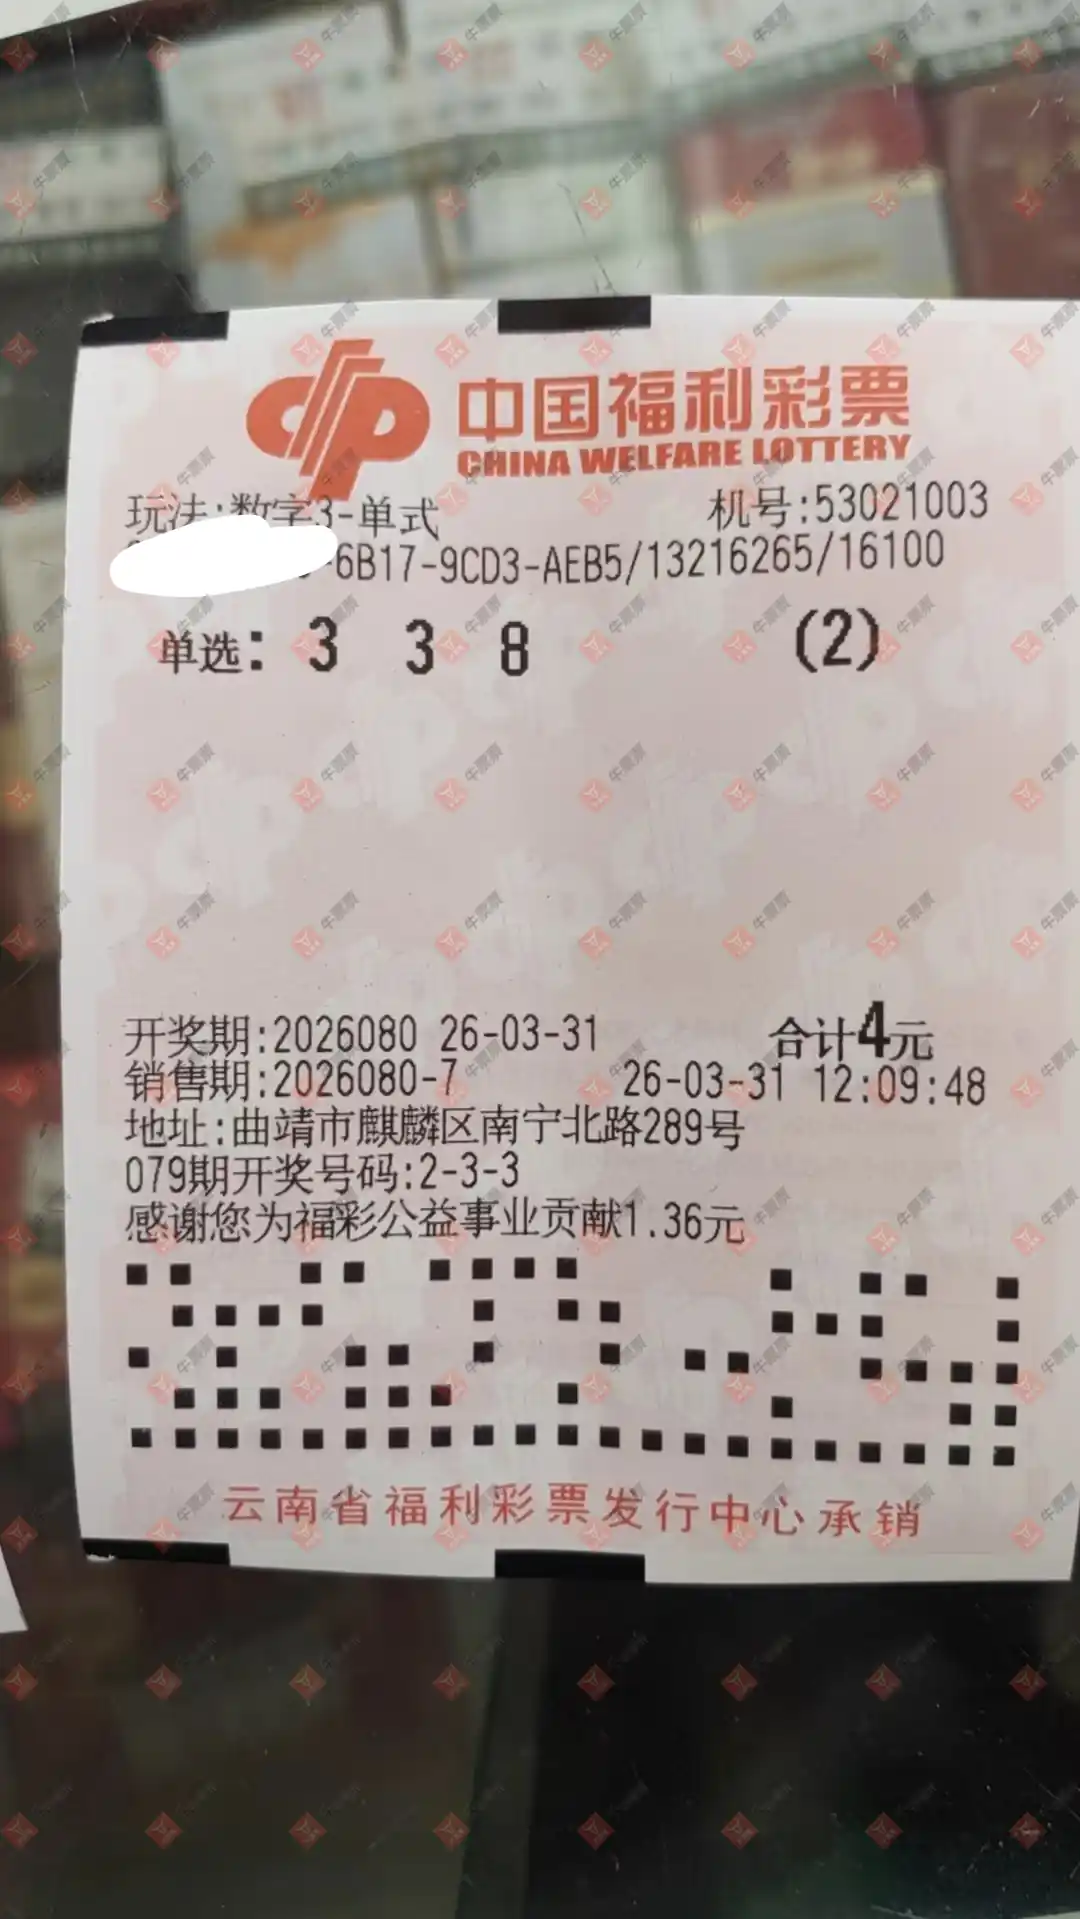 中国福利彩票
CHINA WELFARE LOTTERY
玩法:数字3-单式 机号:53021003
-6B17-9CD3-AEB5/13216265/16100
单选: 3 3 8 (2)
开奖期:2026080 26-03-31 合计4元
销售期:2026080-7 26-03-31 12:09:48
地址:曲靖市麒麟区南宁北路289号
079期开奖号码:2-3-3
感谢您为福彩公益事业贡献1.36元
云南省福利彩票发行中心承销
牛票票